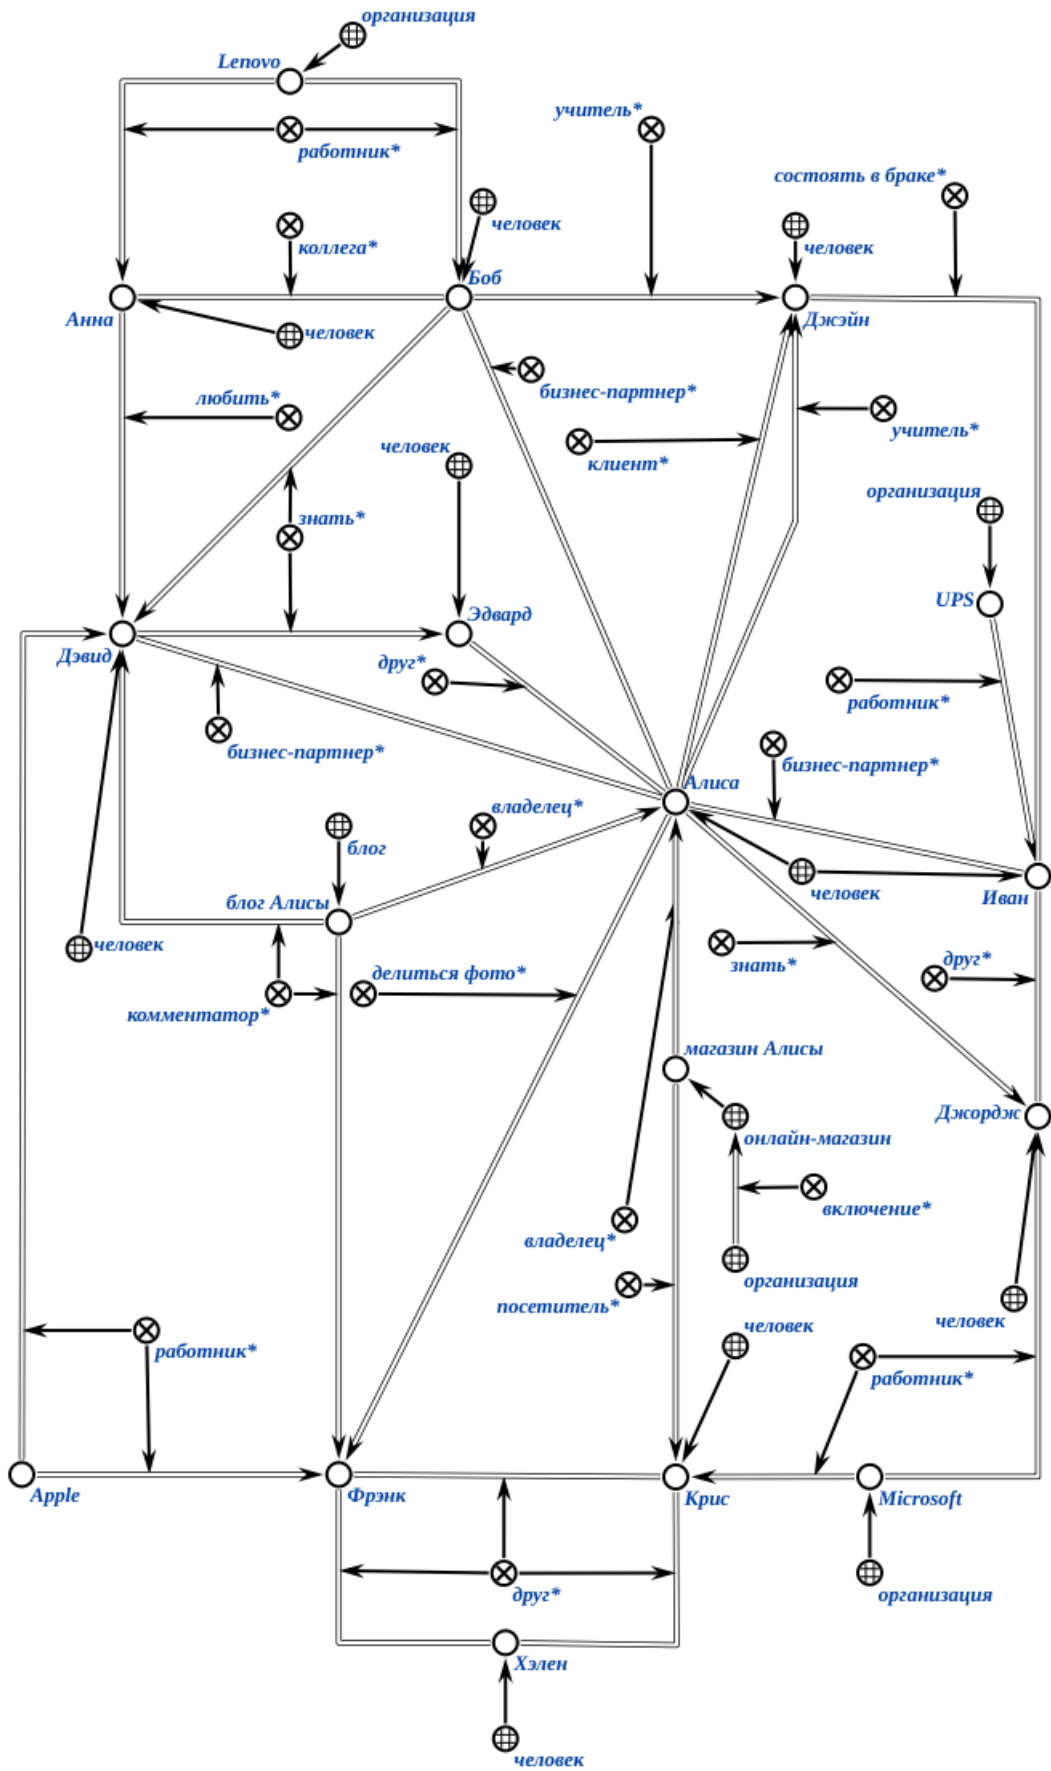 организация
Lenovo
учитель*
работник*
состоять в браке*
человек
коллега*
человек
Боб
Анна
Джэйн
человек
бизнес-партнер*
любить*
учитель*
человек
клиент*
организация
знать*
UPS
Эдвард
Дэвид
друг*
работник*
бизнес-партнер*
бизнес-партнер*
Алиса
владелец*
блог
человек
Иван
блог Алисы
человек
друг*
знать*
делиться фото*
комментатор*
магазин Алисы
Джордж
онлайн-магазин
включение*
владелец*
организация
посетитель*
человек
человек
работник*
работник*
Apple
Фрэнк
Крис
Microsoft
друг*
организация
Хэлен
человек